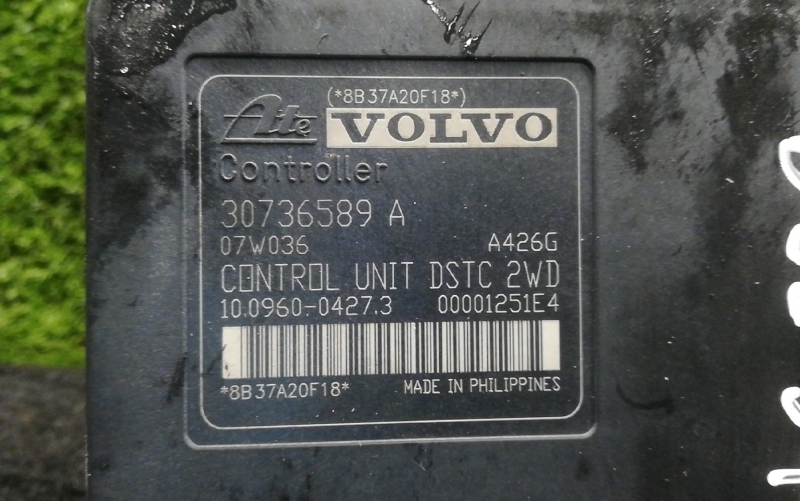 (*8B37A20F18*)
Ate VOLVO
Controller
30736589 A
07W036 A426G
CONTROL UNIT DSTC 2WD
10.0960-0427.3 00001251E4
*8B37A20F18* MADE IN PHILIPPINES